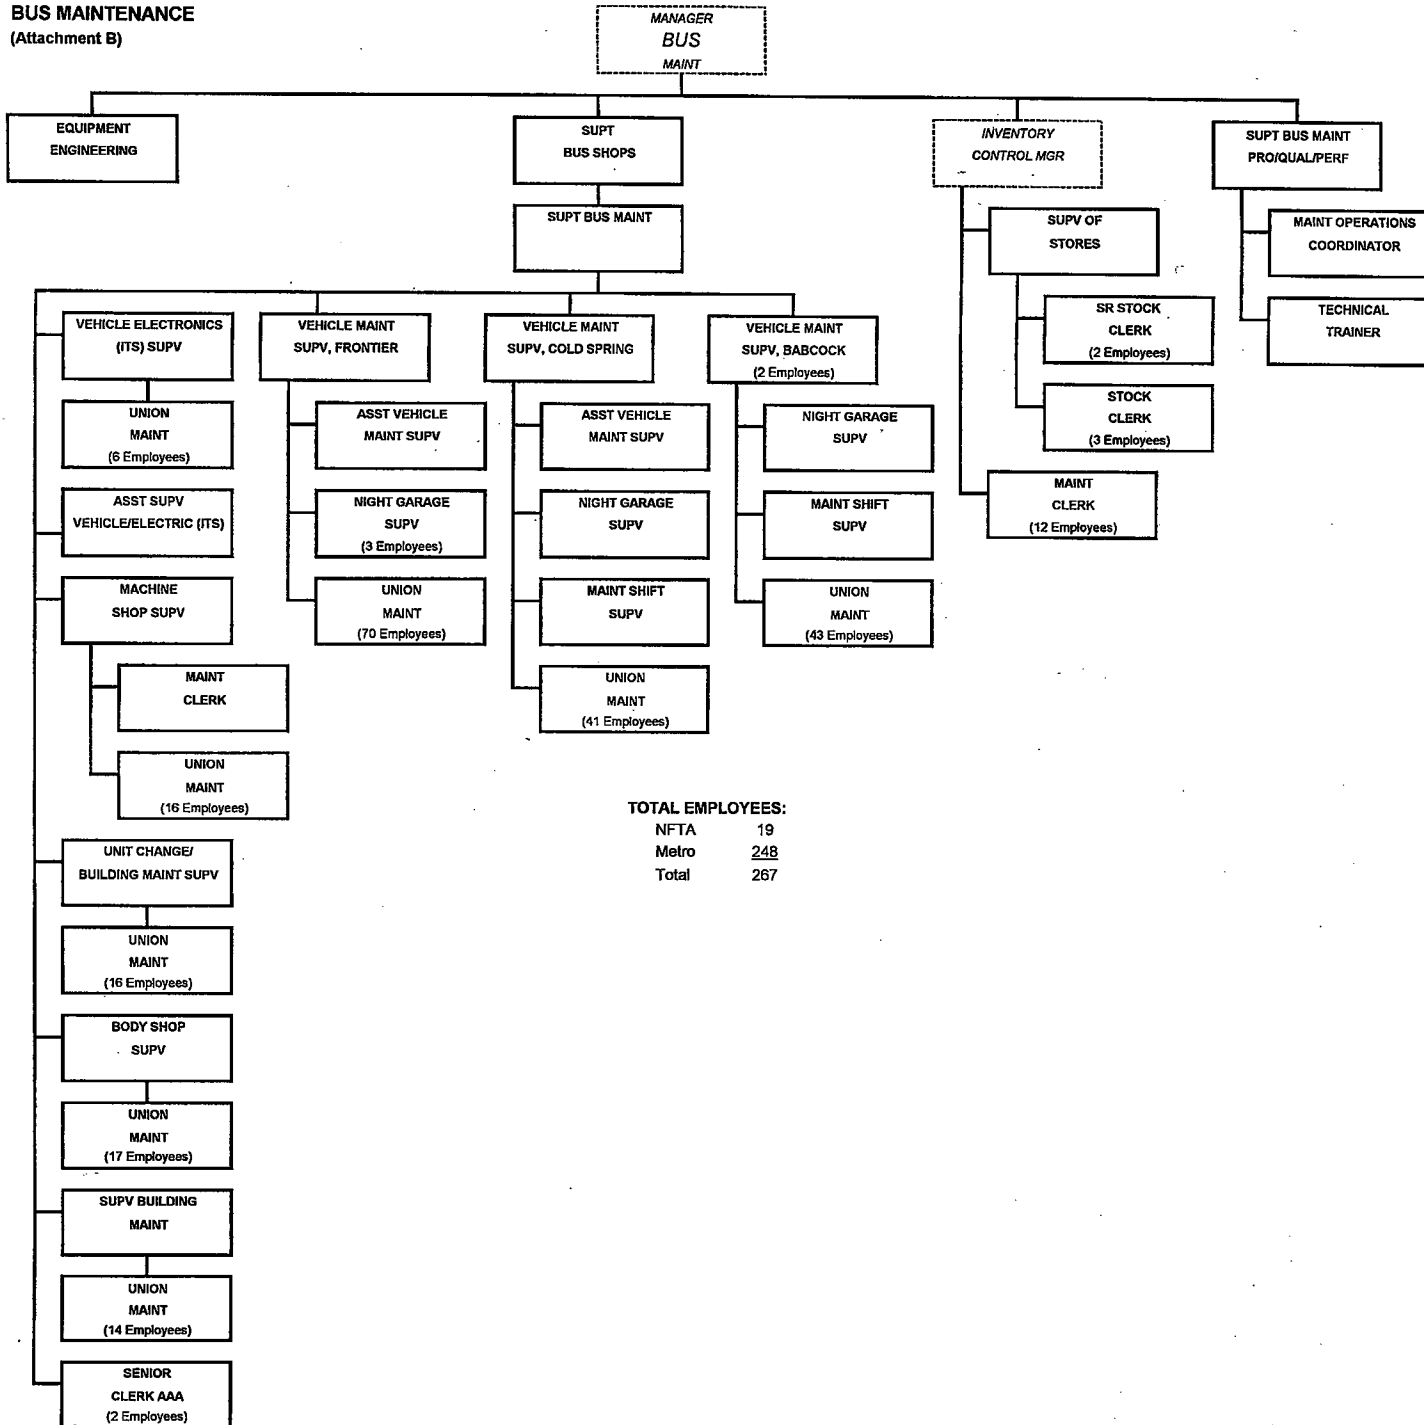 BUS MAINTENANCE
(Attachment B)
MANAGER
BUS
MAINT
EQUIPMENT
ENGINEERING
SUPT
BUS SHOPS
INVENTORY
CONTROL MGR
SUPT BUS MAINT
PRO/QUAL/PERF
SUPT BUS MAINT
SUPV OF
STORES
MAINT OPERATIONS
COORDINATOR
SR STOCK
CLERK
(2 Employees)
TECHNICAL
TRAINER
STOCK
CLERK
(3 Employees)
MAINT
CLERK
(12 Employees)
VEHICLE ELECTRONICS
(ITS) SUPV
UNION
MAINT
(6 Employees)
ASST SUPV
VEHICLE/ELECTRIC (ITS)
MACHINE
SHOP SUPV
MAINT
CLERK
UNION
MAINT
(16 Employees)
UNIT CHANGE/
BUILDING MAINT SUPV
UNION
MAINT
(16 Employees)
BODY SHOP
SUPV
UNION
MAINT
(17 Employees)
SUPV BUILDING
MAINT
UNION
MAINT
(14 Employees)
SENIOR
CLERK AAA
(2 Employees)
VEHICLE MAINT
SUPV, FRONTIER
ASST VEHICLE
MAINT SUPV
NIGHT GARAGE
SUPV
(3 Employees)
UNION
MAINT
(70 Employees)
VEHICLE MAINT
SUPV, COLD SPRING
ASST VEHICLE
MAINT SUPV
NIGHT GARAGE
SUPV
MAINT SHIFT
SUPV
UNION
MAINT
(41 Employees)
VEHICLE MAINT
SUPV, BABCOCK
(2 Employees)
NIGHT GARAGE
SUPV
MAINT SHIFT
SUPV
UNION
MAINT
(43 Employees)
TOTAL EMPLOYEES:
NFTA 19
Metro 248
Total 267